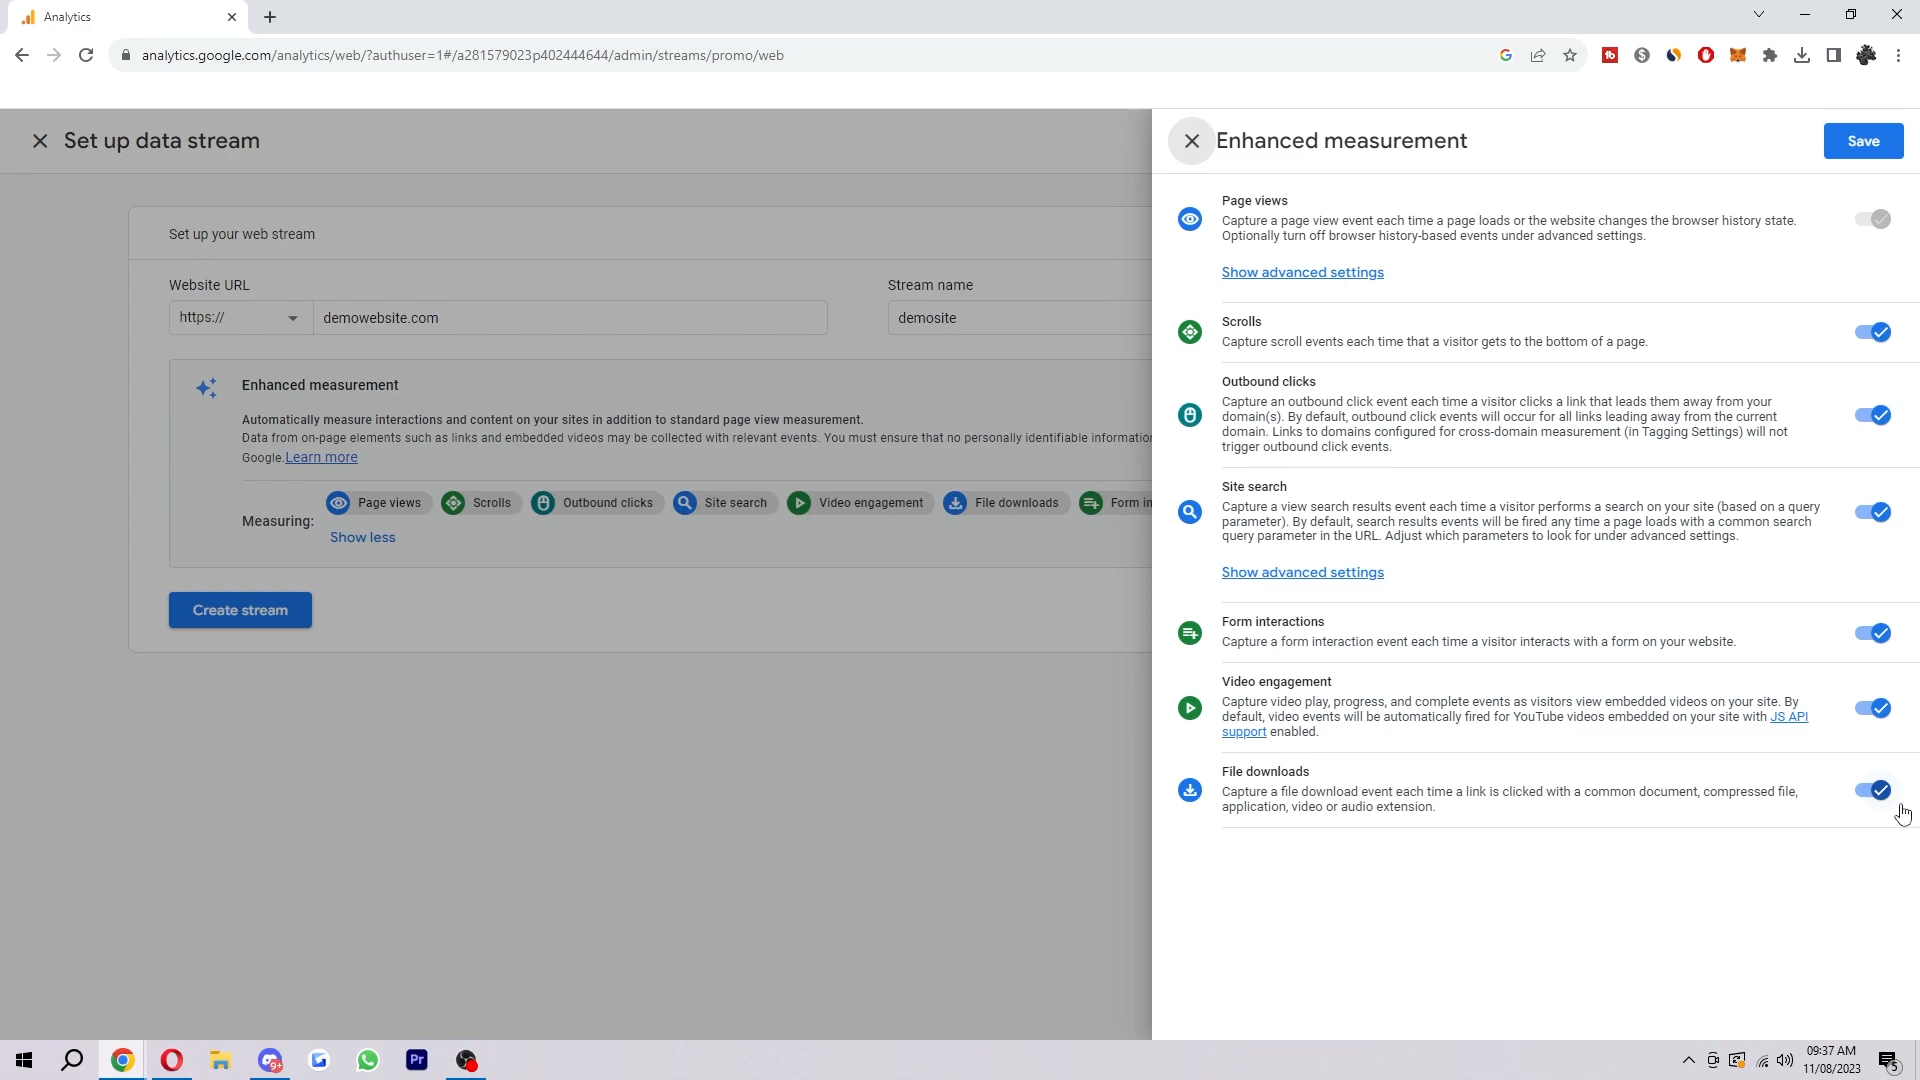 Analytics
analytics.google.com/analytics/web/?authuser=1#/a281579023p402444644/admin/streams/promo/web
Set up data stream
Set up your web stream
Website URL
Stream name
https://
demowebsite.com
demosite
Enhanced measurement
Automatically measure interactions and content on your sites in addition to standard page view measurement.
Data from on-page elements such as links and embedded videos may be collected with relevant events. You must ensure that no personally identifiable
Google.Learn more
Measuring:
Page views
Scrolls
Outbound clicks
Site search
Video engagement
File downloads
Form in
Show less
Create stream
Enhanced measurement
Save
Page views
Capture a page view event each time a page loads or the website changes the browser history state.
Optionally turn off browser history-based events under advanced settings.
Show advanced settings
Scrolls
Capture scroll events each time that a visitor gets to the bottom of a page.
Outbound clicks
Capture an outbound click event each time a visitor clicks a link that leads them away from your
domain(s). By default, outbound click events will occur for all links leading away from the current
domain. Links to domains configured for cross-domain measurement (in Tagging Settings) will not
trigger outbound click events.
Site search
Capture a view search results event each time a visitor performs a search on your site (based on a query
parameter). By default, search results events will be fired any time a page loads with a common search
query parameter in the URL. Adjust which parameters to look for under advanced settings.
Show advanced settings
Form interactions
Capture a form interaction event each time a visitor interacts with a form on your website.
Video engagement
Capture video play, progress, and complete events as visitors view embedded videos on your site. By
default, video events will be automatically fired for YouTube videos embedded on your site with JS API
support enabled.
File downloads
Capture a file download event each time a link is clicked with a common document, compressed file,
application, video or audio extension.
9+
Pr
09:37 AM
11/08/2023
5